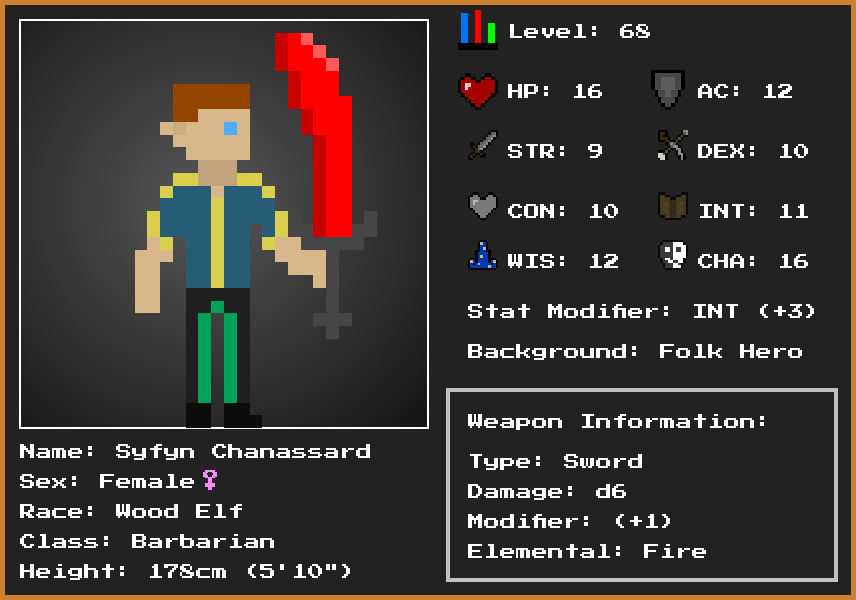 Level: 68
HP: 16 AC: 12
STR: 9 DEX: 10
CON: 10 INT: 11
WIS: 12 CHA: 16
Stat Modifier: INT (+3)
Background: Folk Hero
Weapon Information:
Type: Sword
Damage: d6
Modifier: (+1)
Elemental: Fire
Name: Syfyn Chanassard
Sex: Female♀
Race: Wood Elf
Class: Barbarian
Height: 178cm (5'10")